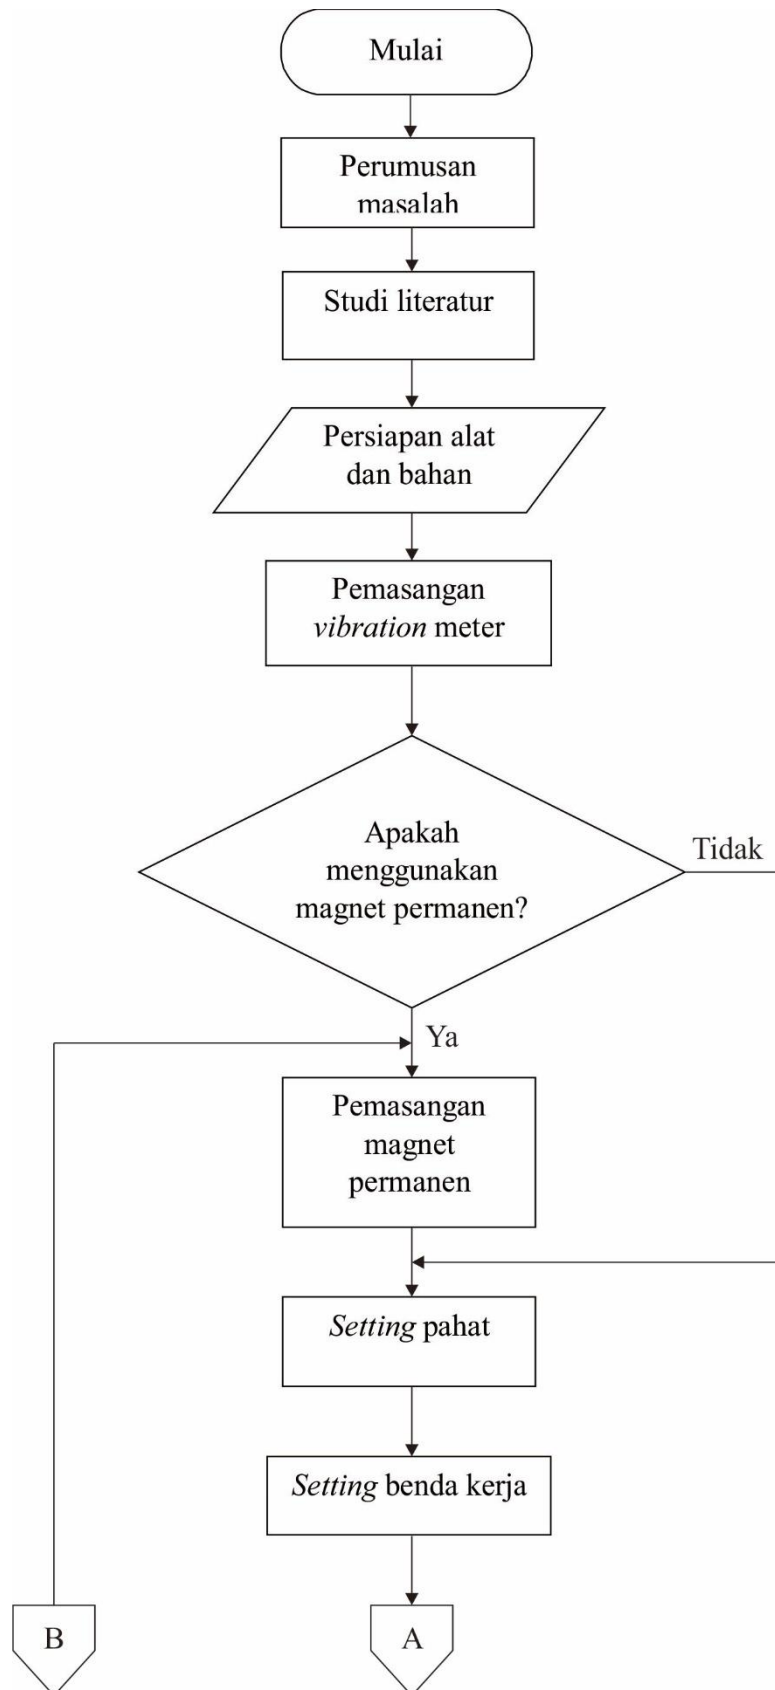 Mulai
Perumusan
masalah
Studi literatur
Persiapan alat
dan bahan
Pemasangan
vibration meter
Apakah
menggunakan
magnet permanen?
Tidak
Ya
Pemasangan
magnet
permanen
Setting pahat
Setting benda kerja
B
A